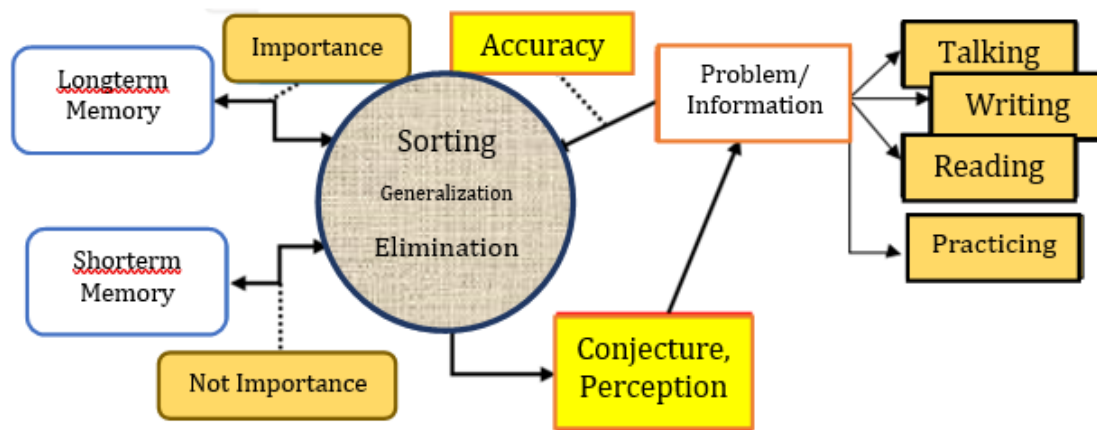 Importance
Accuracy
Longterm
Memory
Problem/
Information
Talking
Writing
Reading
Practicing
Sorting
Generalization
Elimination
Shorterm
Memory
Not Importance
Conjecture,
Perception